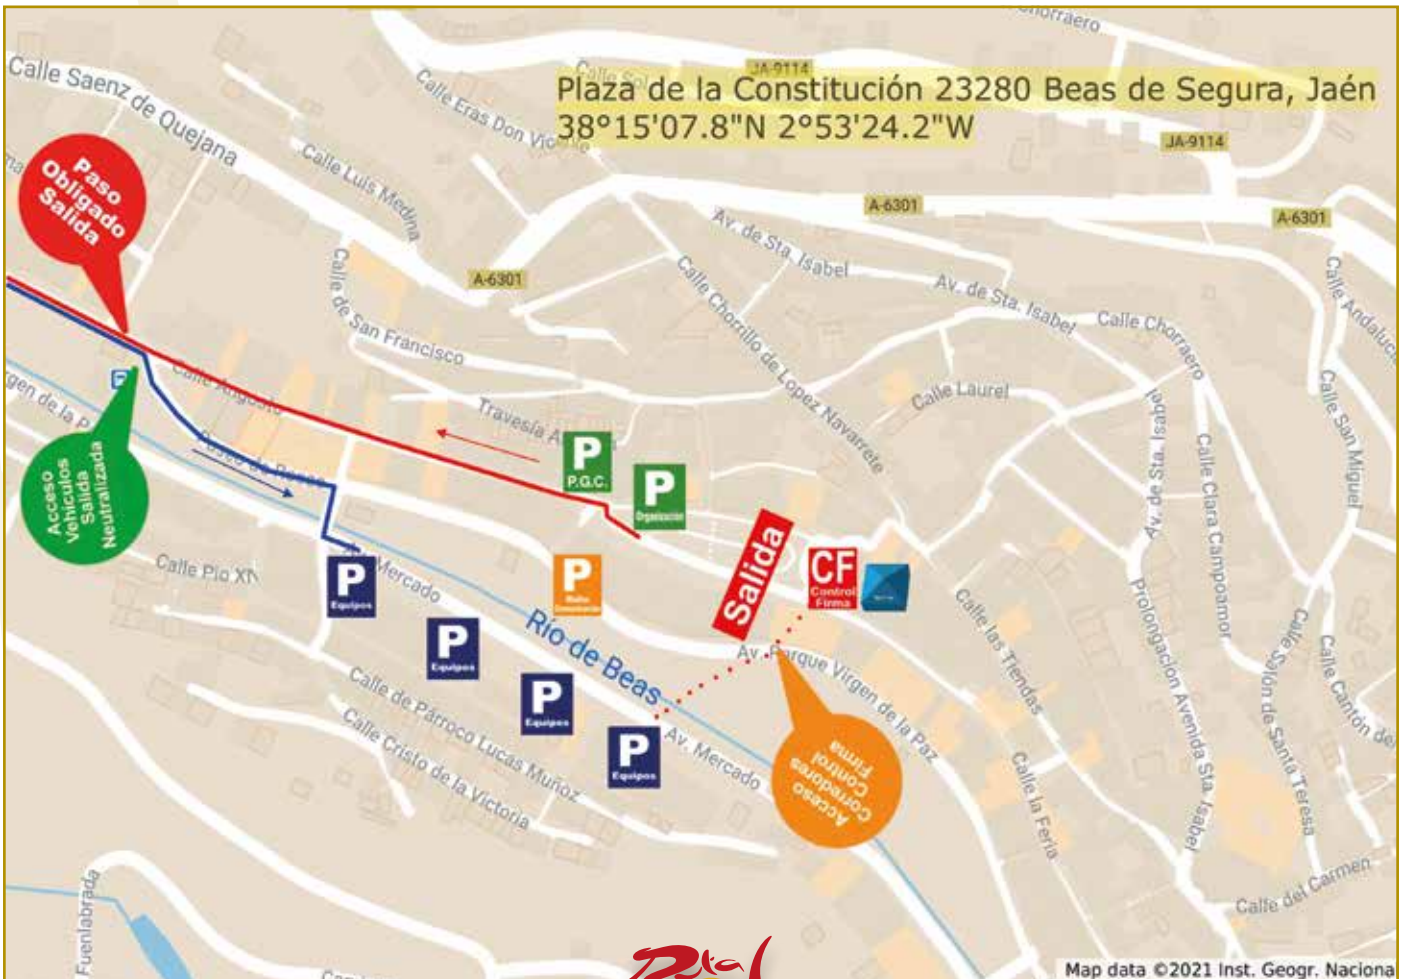 Chorraero
JA-9114
Calle Sol
Plaza de la Constitución 23280 Beas de Segura, Jaén
38°15'07.8"N 2°53'24.2"W
Calle Saenz de Quejana
Calle Eras Don Vicente
JA-9114
Calle Luis Medina
A-6301
A-6301
Paso
Obligado
Salida
Av. de Sta. Isabel
A-6301
Calle Chorrillo de Lopez Navarrete
Av. de Sta. Isabel
Calle Chorraero
Calle de San Francisco
Calle Angosto
Calle Laurel
Calle San Miguel
Travesía A
Av. de Sta. Isabel
Calle Clara Campoamor
P
P.G.C.
P
Organización
Acceso
Vehículos
Salida
Neutralizada
Calle Pio XI
P
Equipos
Mercado
P
Salida
CF
Control
Firma
Río de Beas
P
Equipos
P
Equipos
P
Equipos
Av. Parque Virgen de la Paz
Av. Mercado
Acceso
Corredores
Control
Firma
Calle las Tiendas
Calle la Feria
Prolongación Avenida Sta. Isabel
Calle Salón de Santa Teresa
Calle Cantón de
Calle de Párroco Lucas Muñoz
Calle Cristo de la Victoria
Calle del Carmen
Fuenlabrada
Map data ©2021 Inst. Geogr. Naciona